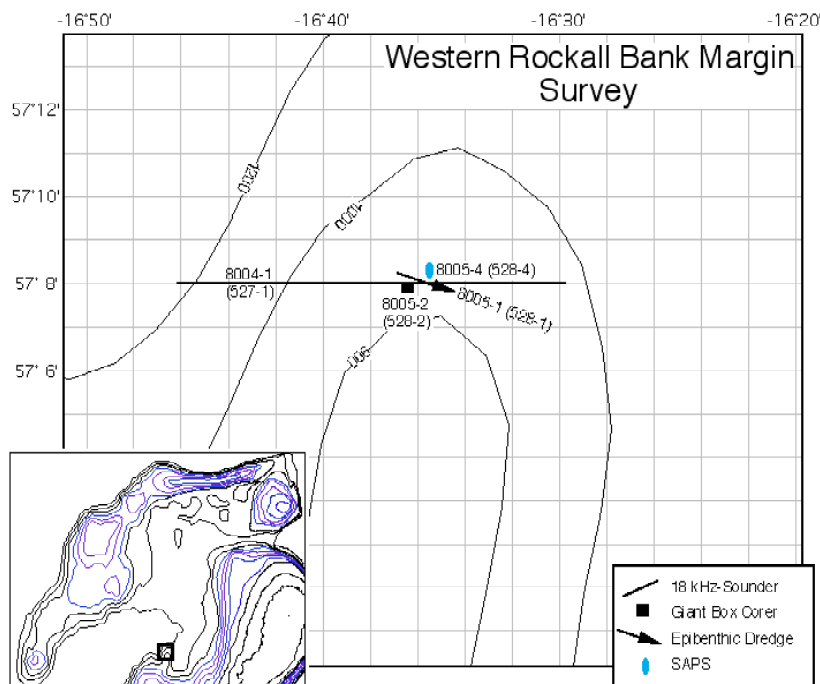 -16°50' -16°40' -16°30' -16°20'
Western Rockall Bank Margin
Survey
57°12'
57°10'
57° 8'
57° 6'
1200
1000
900
8004-1
(527-1)
8005-4 (528-4)
8005-1 (528-1)
8005-2
(528-2)
18 kHz-Sounder
Giant Box Corer
Epibenthic Dredge
SAPS